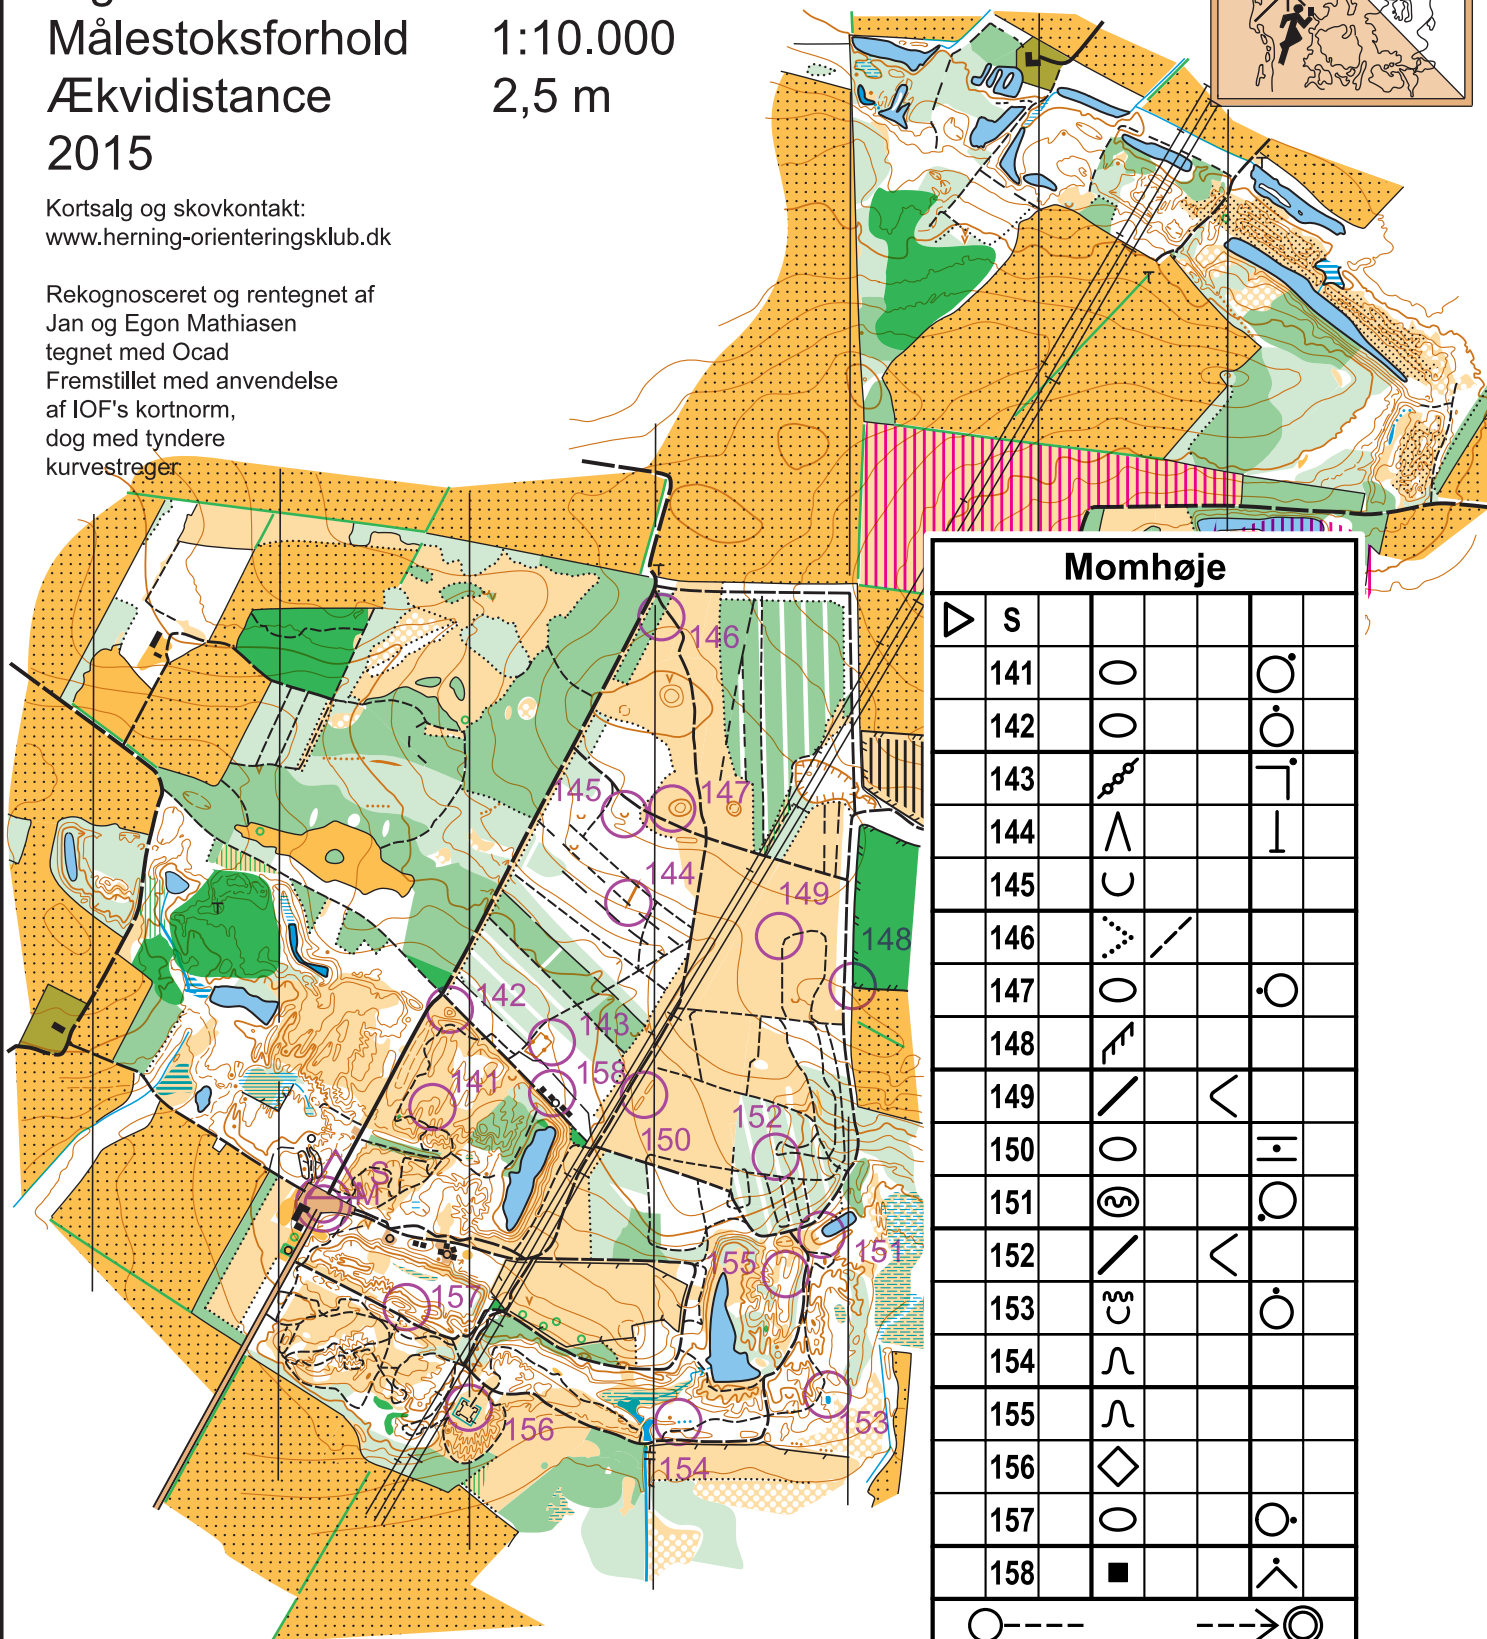 Målestoksforhold 1:10.000
Ækvidistance 2,5 m
2015
Kortsalg og skovkontakt:
www.herning-orienteringsklub.dk
Rekognosceret og rentegnet af
Jan og Egon Mathiasen
tegnet med Ocad
Fremstillet med anvendelse
af IOF's kortnorm,
dog med tyndere
kurvestreger
146
145
147
144
149
148
142
143
141
158
150
152
S
M
151
155
157
156
153
154
Momhøje
S
141
142
143
144
145
146
147
148
149
150
151
152
153
154
155
156
157
158